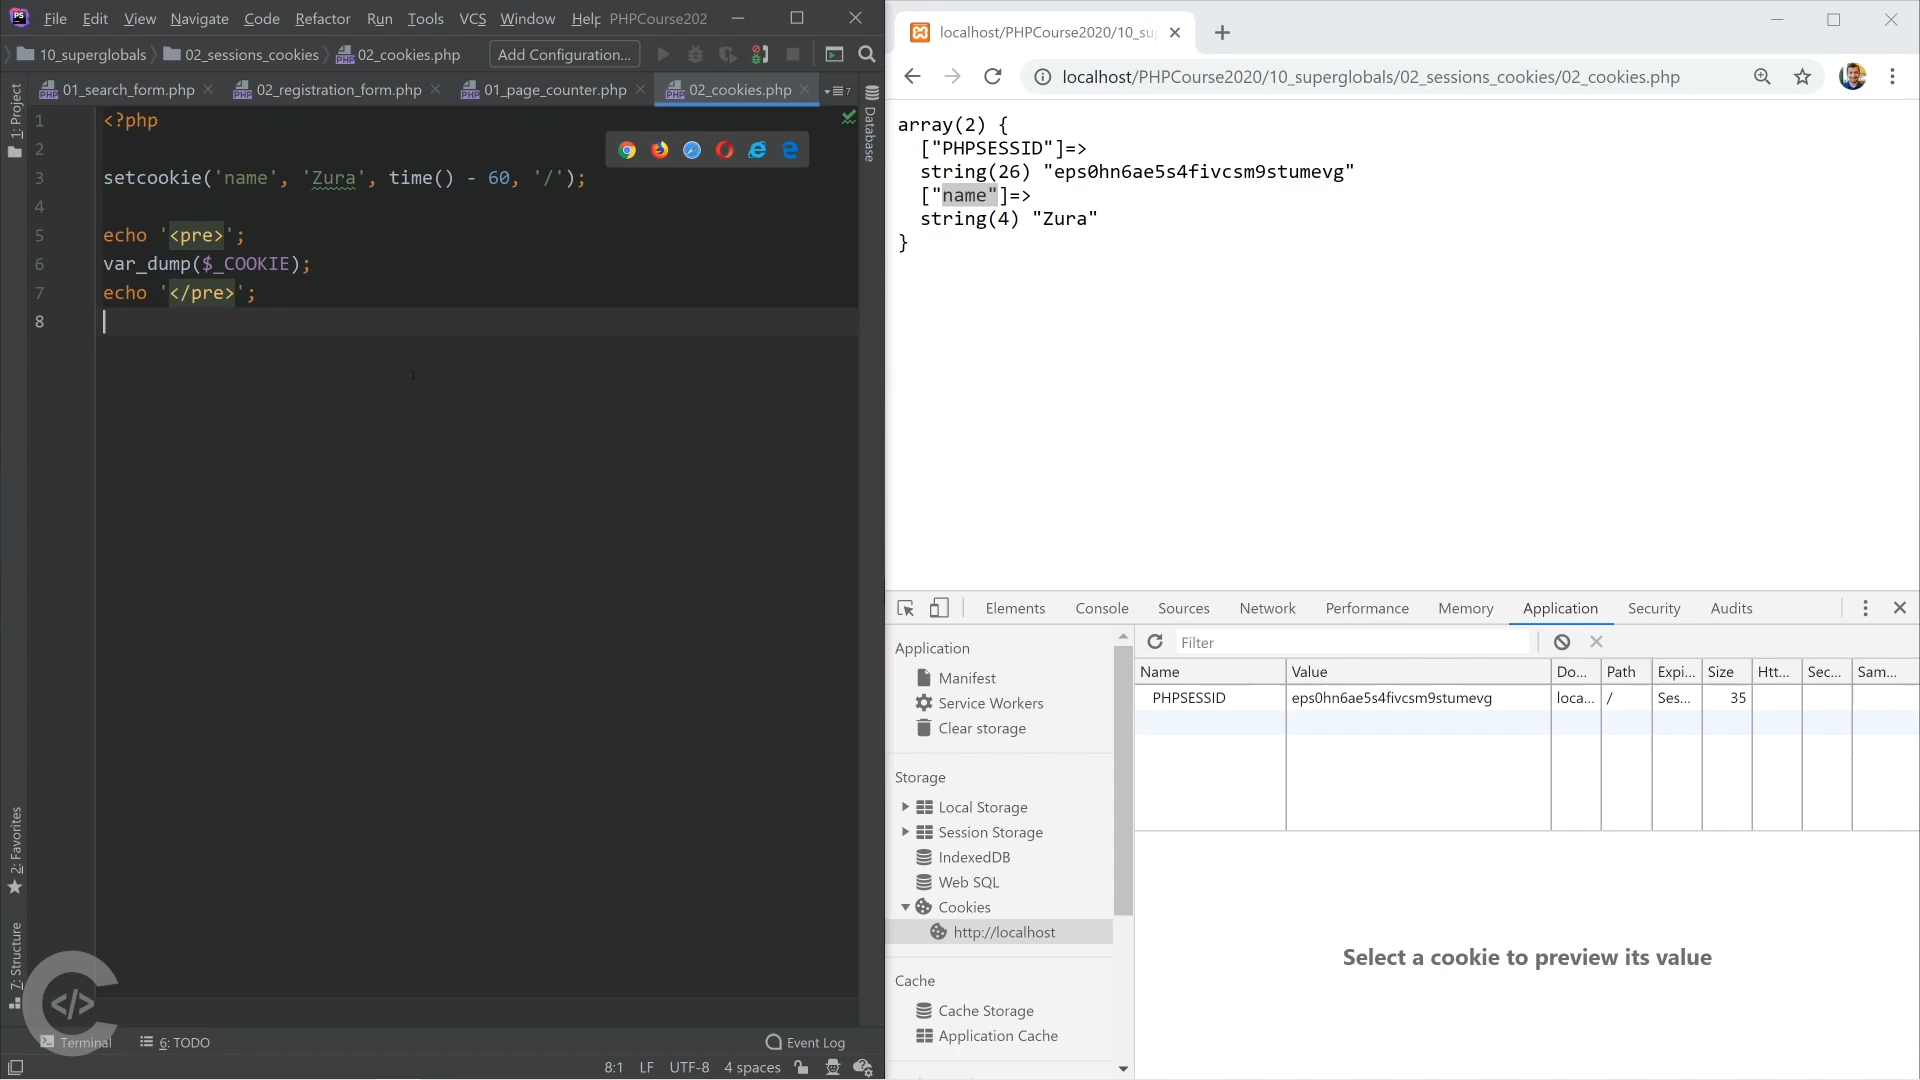 PS File Edit View Navigate Code Refactor Run Tools VCS Window Help PHPCourse202
10_superglobals 02_sessions_cookies 02_cookies.php Add Configuration...
01_search_form.php 02_registration_form.php 01_page_counter.php 02_cookies.php 7
1: Project
Database
1 <?php
2
3 setcookie('name', 'Zura', time() - 60, '/');
4
5 echo '<pre>';
6 var_dump($_COOKIE);
7 echo '</pre>';
8
2: Favorites
7: Structure
</>
Terminal 6: TODO Event Log
8:1 LF UTF-8 4 spaces
localhost/PHPCourse2020/10_su
localhost/PHPCourse2020/10_superglobals/02_sessions_cookies/02_cookies.php
array(2) {
["PHPSESSID"]=>
string(26) "eps0hn6ae5s4fivcsm9stumevg"
["name"]=>
string(4) "Zura"
}
Elements Console Sources Network Performance Memory Application Security Audits
Application
Manifest
Service Workers
Clear storage
Storage
Local Storage
Session Storage
IndexedDB
Web SQL
Cookies
http://localhost
Cache
Cache Storage
Application Cache
Filter
Name Value Do... Path Expi... Size Htt... Sec... Sam...
PHPSESSID eps0hn6ae5s4fivcsm9stumevg loca... / Ses... 35
Select a cookie to preview its value